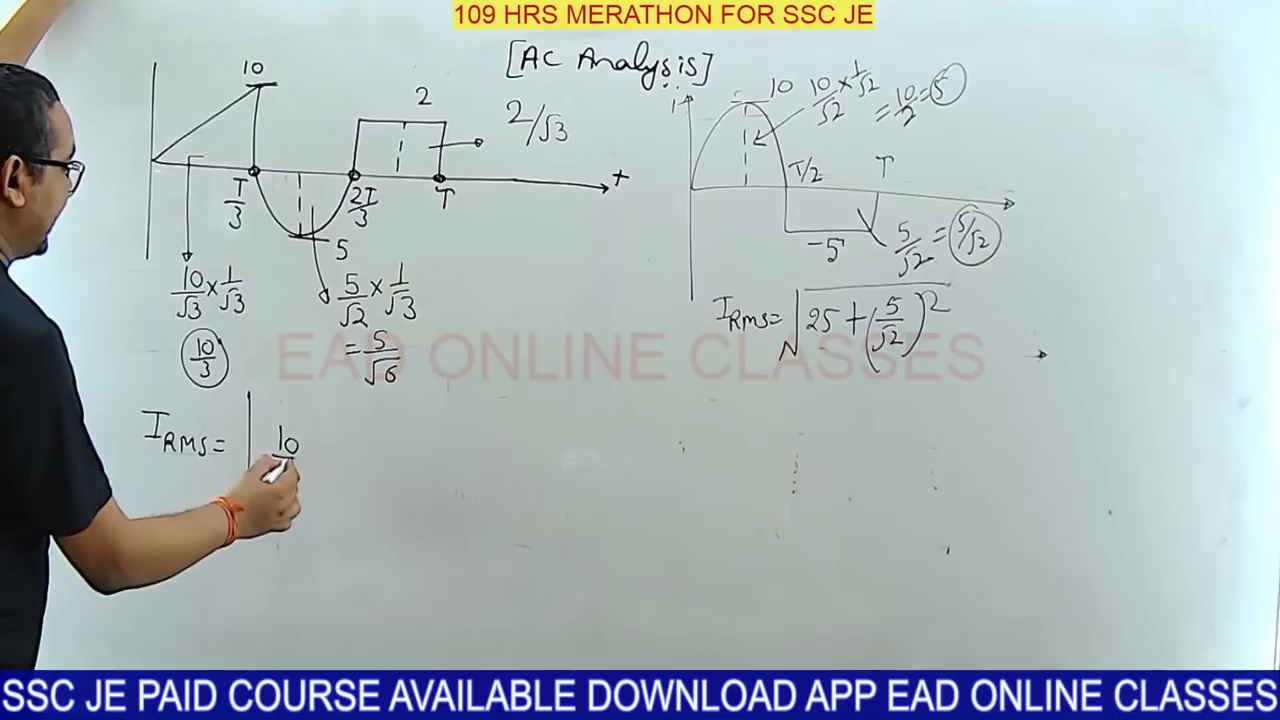 109 HRS MERATHON FOR SSC JE
[AC Analysis]
10
2
2/√3
T/3
2T/3
T
t
5
10/√3 × 1/√3
10/3
5/√2 × 1/√3
= 5/√6
I
10
10/√2 × 1/√2
= 10/2 = 5
T/2
T
-5
5/√2 = 5/√2
IRMS = √25 + (5/√2)2
EAD ONLINE CLASSES
IRMS =
10
SSC JE PAID COURSE AVAILABLE DOWNLOAD APP EAD ONLINE CLASSES